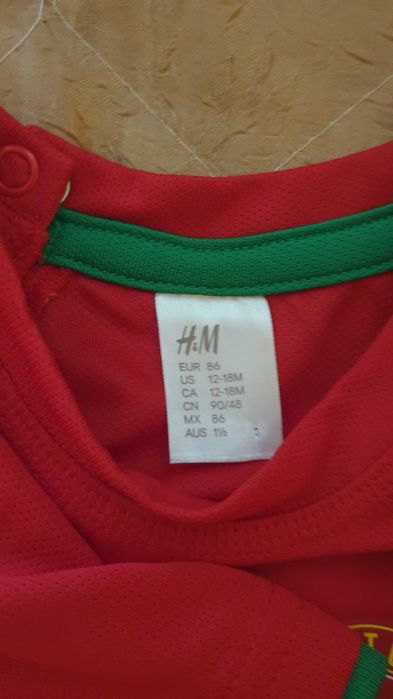 H&M
EUR 86
US 12-18M
CA 12-18M
CN 90/48
MX 86
AUS 1½